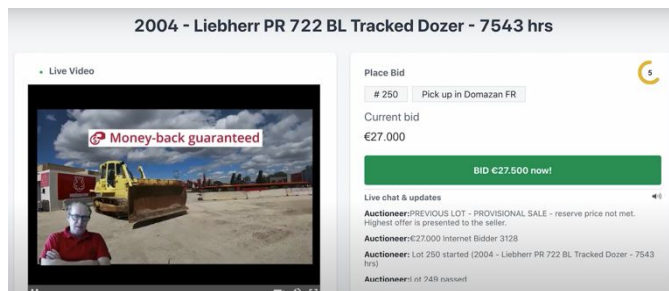 2004 - Liebherr PR 722 BL Tracked Dozer - 7543 hrs
Live Video
Money-back guaranteed
Place Bid
5
# 250
Pick up in Domazan FR
Current bid
€27.000
BID €27.500 now!
Live chat & updates
Auctioneer:PREVIOUS LOT - PROVISIONAL SALE - reserve price not met.
Highest offer is presented to the seller.
Auctioneer:€27.000 Internet Bidder 3128
Auctioneer: Lot 250 started (2004 - Liebherr PR 722 BL Tracked Dozer - 7543
hrs)
Auctioneer:Lot 249 passed